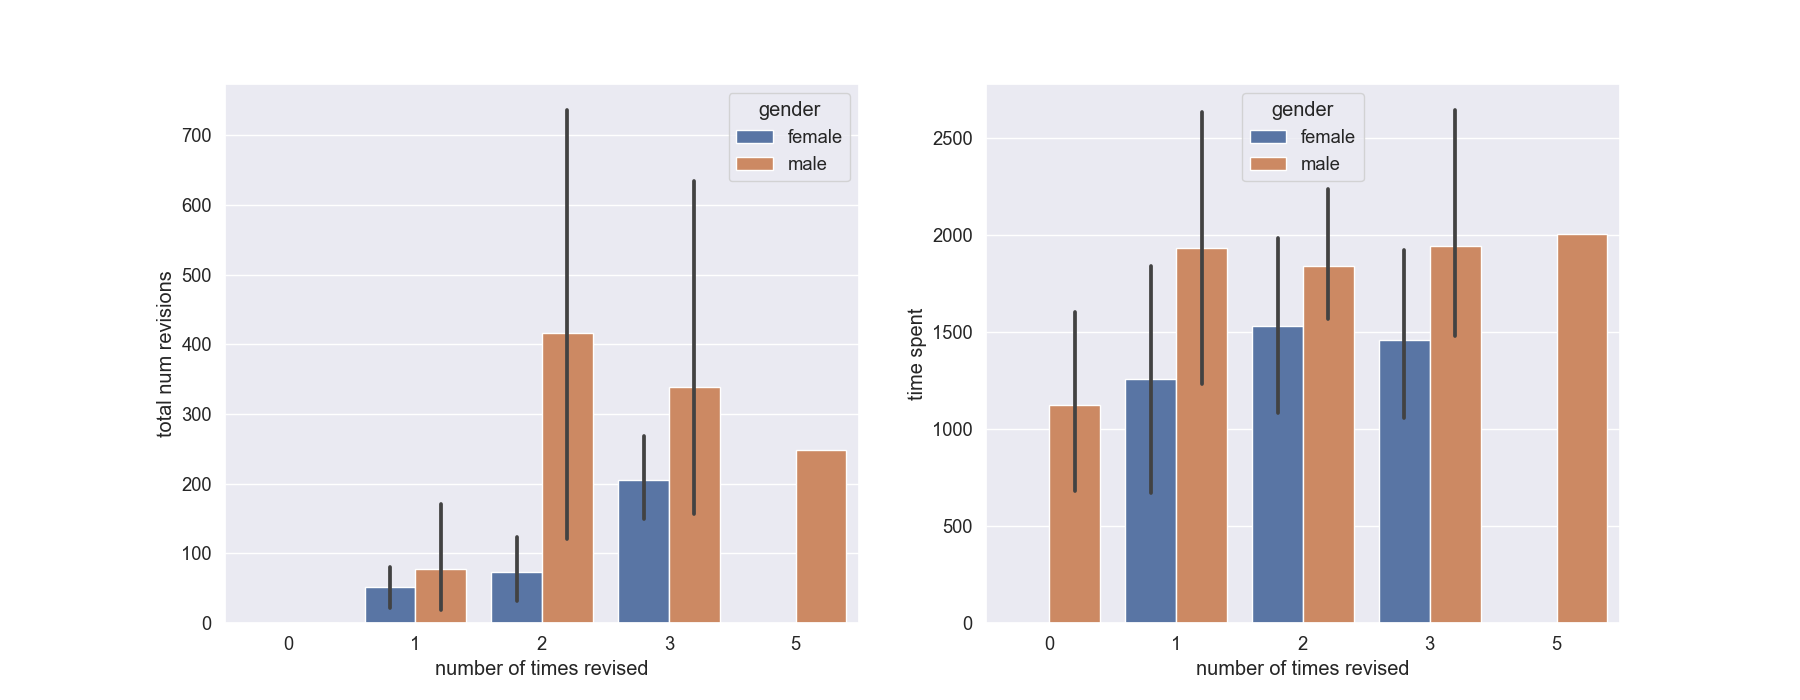 gender
female
male
700
600
500
400
300
200
100
0
total num revisions
0 1 2 3 5
number of times revised
gender
female
male
2500
2000
1500
1000
500
0
time spent
0 1 2 3 5
number of times revised